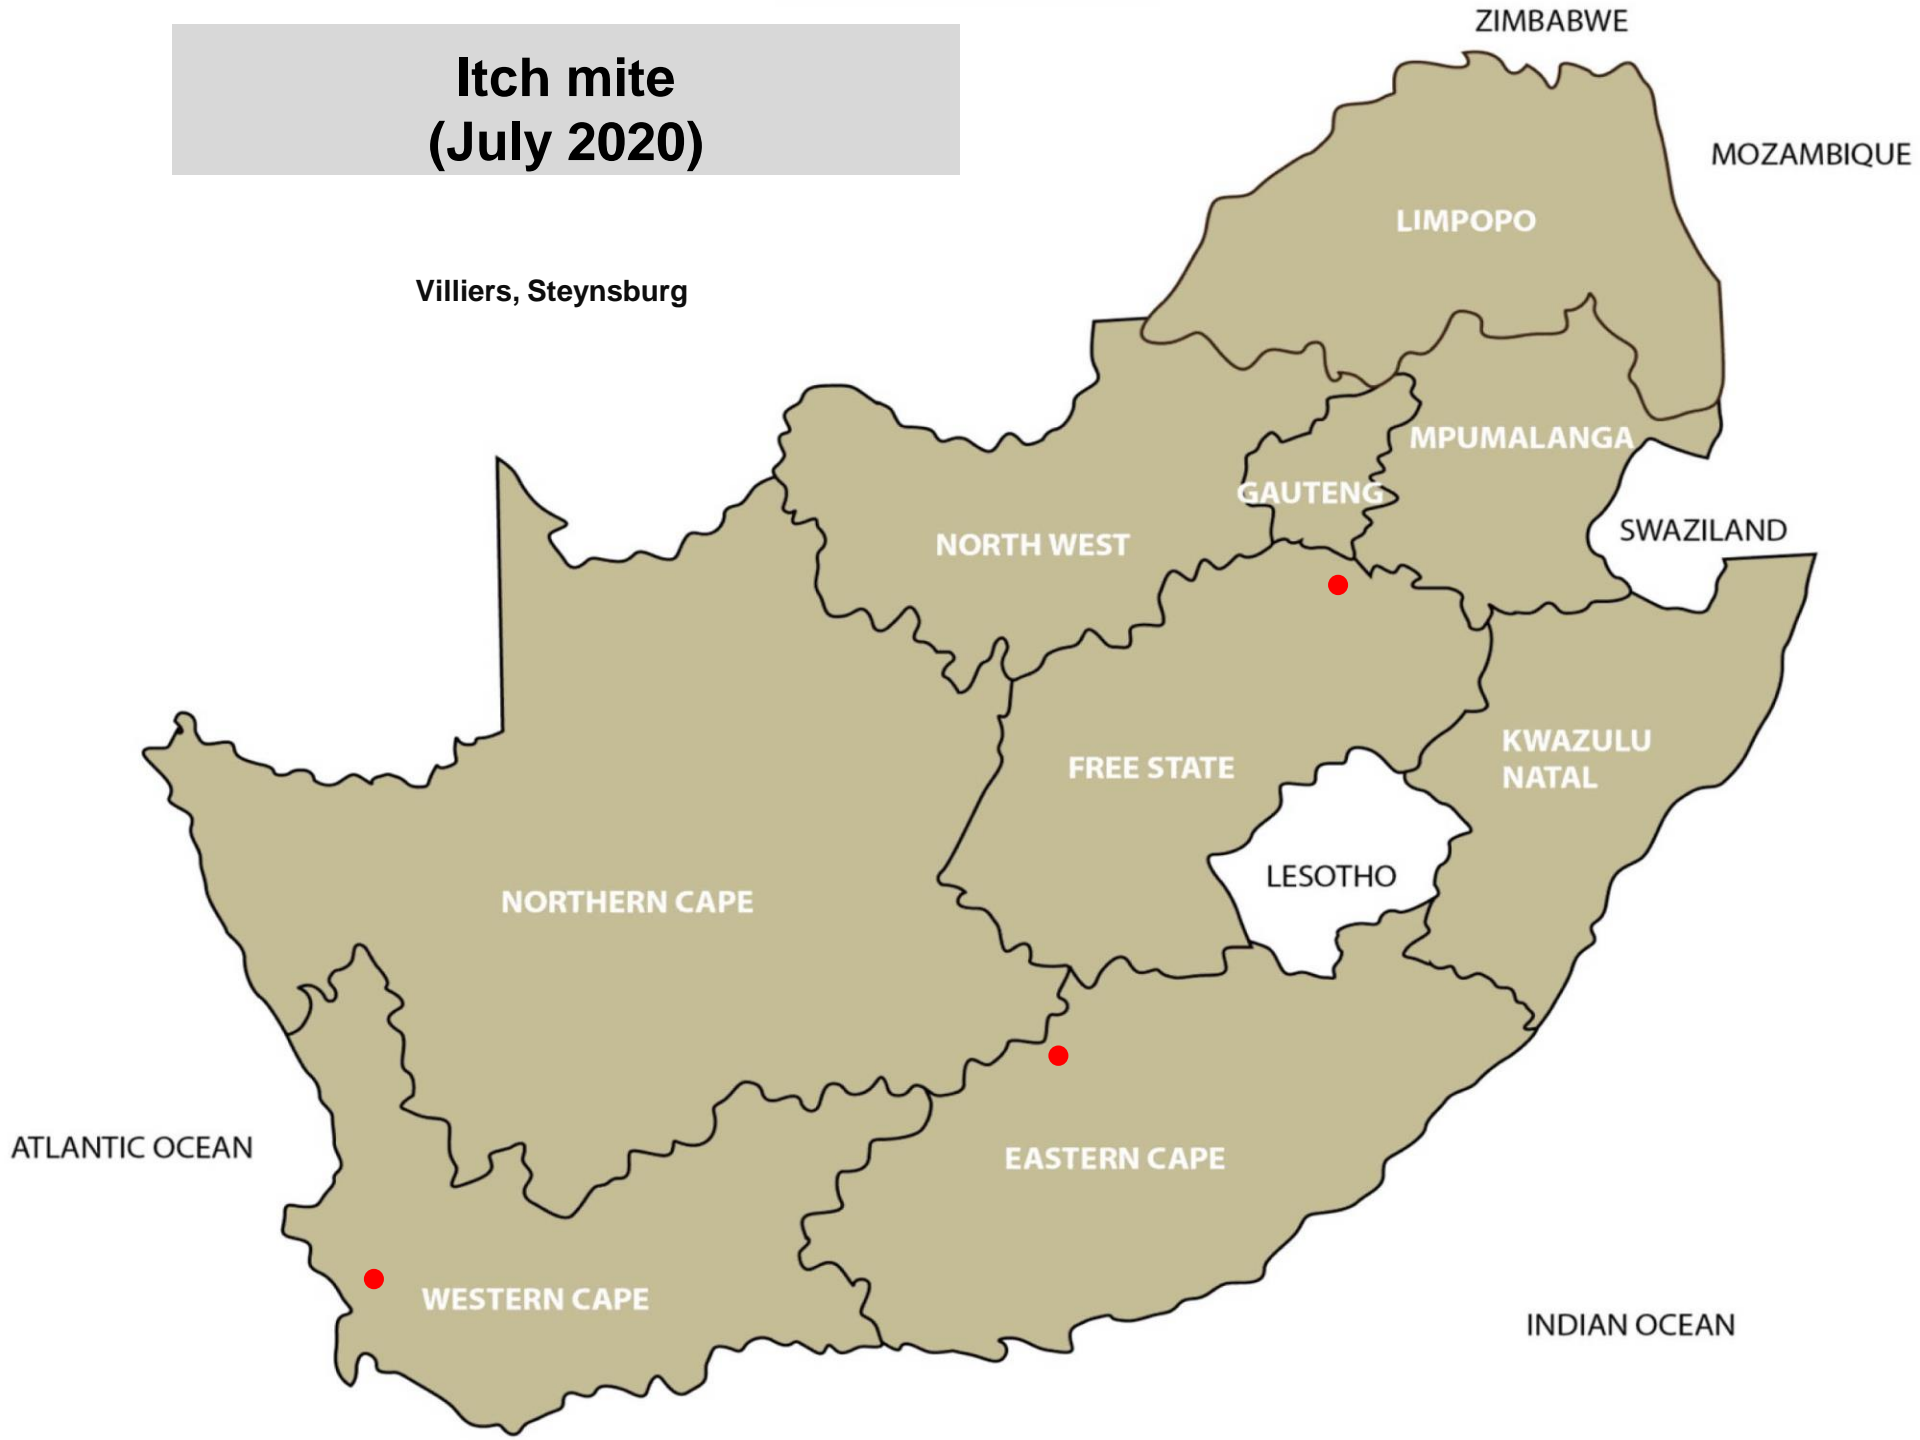 Itch mite
(July 2020)
Villiers, Steynsburg
ZIMBABWE
MOZAMBIQUE
LIMPOPO
MPUMALANGA
GAUTENG
SWAZILAND
NORTH WEST
KWAZULU
NATAL
FREE STATE
LESOTHO
NORTHERN CAPE
ATLANTIC OCEAN
EASTERN CAPE
WESTERN CAPE
INDIAN OCEAN